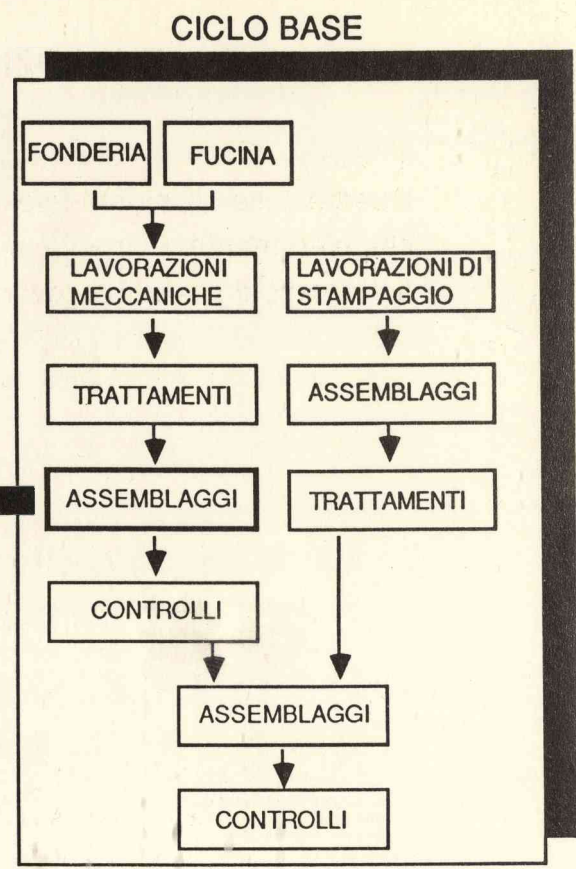 CICLO BASE
FONDERIA
FUCINA
LAVORAZIONI
MECCANICHE
LAVORAZIONI DI
STAMPAGGIO
TRATTAMENTI
ASSEMBLAGGI
ASSEMBLAGGI
TRATTAMENTI
CONTROLLI
ASSEMBLAGGI
CONTROLLI